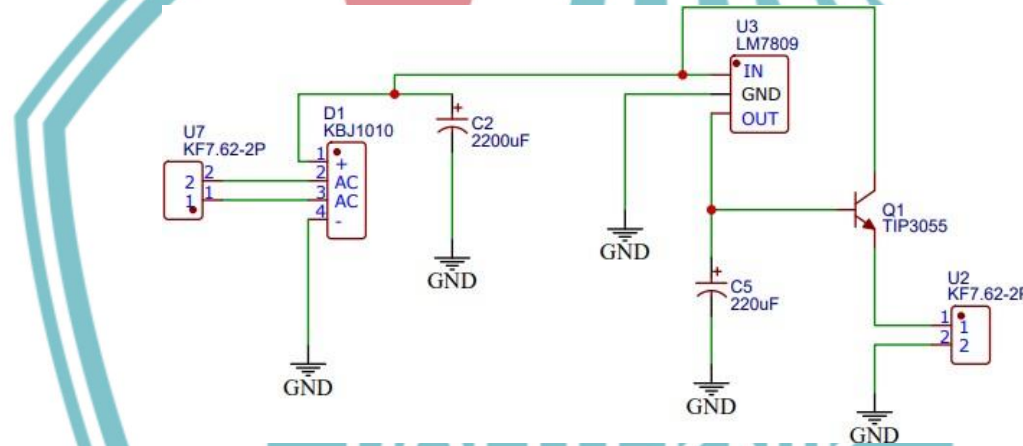 U3
LM7809
IN
GND
OUT
D1
KBJ1010
1
+
2
AC
3
AC
4
-
U7
KF7.62-2P
2
2
1
1
+
C2
2200uF
GND
GND
GND
Q1
TIP3055
+
C5
220uF
U2
KF7.62-2P
1
1
2
2
GND
GND